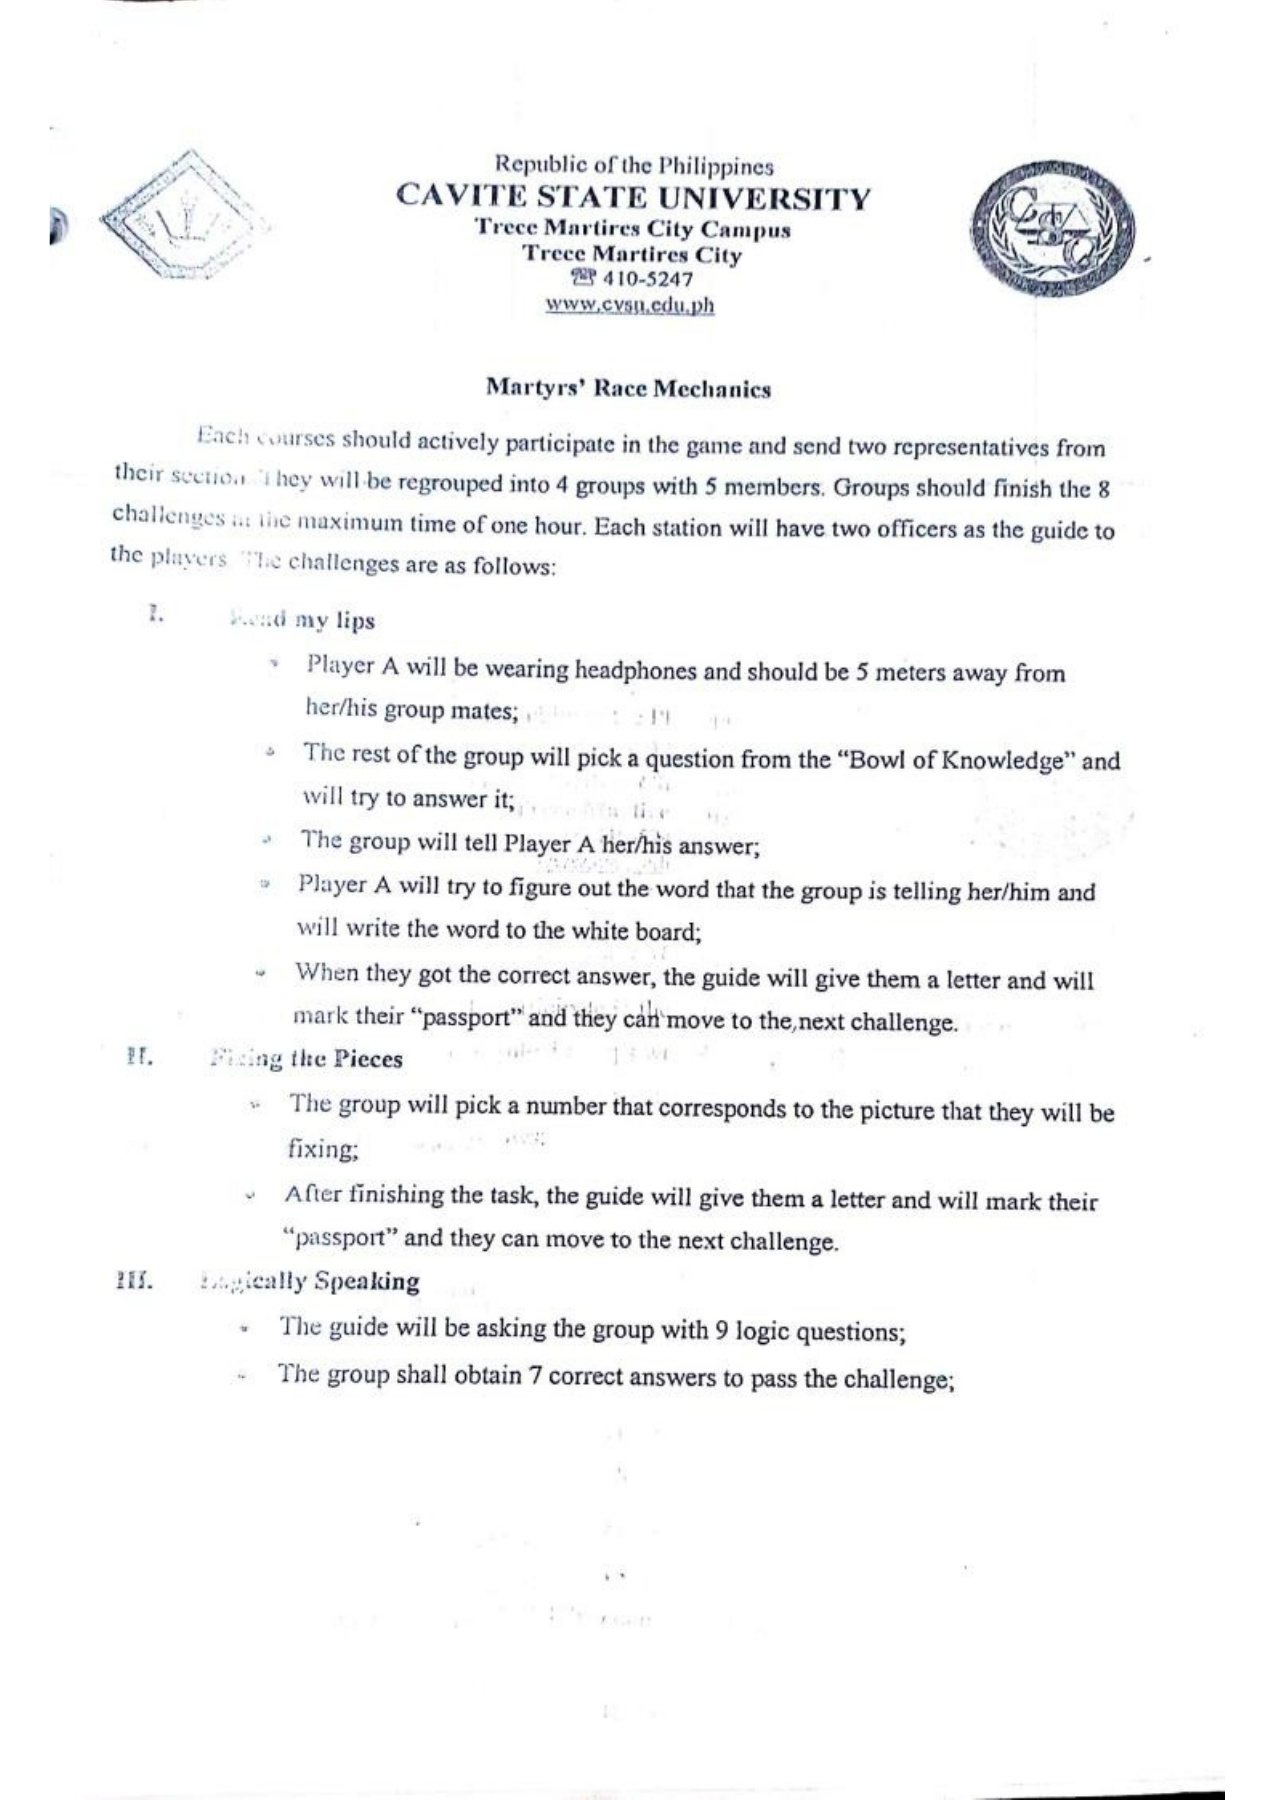 Republic of the Philippines
CAVITE STATE UNIVERSITY
Trece Martires City Campus
Trece Martires City
☎ 410-5247
www.cvsu.edu.ph
Martyrs' Race Mechanics
Each courses should actively participate in the game and send two representatives from
their section. They will be regrouped into 4 groups with 5 members. Groups should finish the 8
challenges in the maximum time of one hour. Each station will have two officers as the guide to
the players. The challenges are as follows:
I. Read my lips
Player A will be wearing headphones and should be 5 meters away from
her/his group mates;
The rest of the group will pick a question from the “Bowl of Knowledge” and
will try to answer it;
The group will tell Player A her/his answer;
Player A will try to figure out the word that the group is telling her/him and
will write the word to the white board;
When they got the correct answer, the guide will give them a letter and will
mark their “passport” and they can move to the next challenge.
II. Fixing the Pieces
The group will pick a number that corresponds to the picture that they will be
fixing;
After finishing the task, the guide will give them a letter and will mark their
“passport” and they can move to the next challenge.
III. Logically Speaking
The guide will be asking the group with 9 logic questions;
The group shall obtain 7 correct answers to pass the challenge;